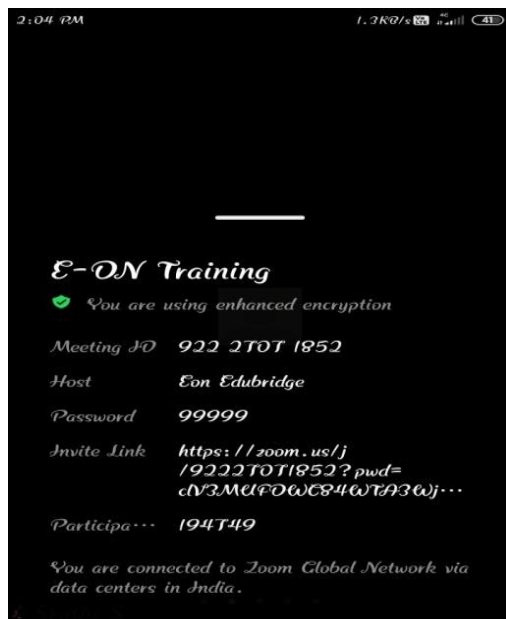 2:04 PM 1.3KB/s 4G 41
E-ON Training
You are using enhanced encryption
Meeting ID 922 2707 1852
Host Eon Edubridge
Password 99999
Invite Link https://zoom.us/j
/92227071852?pwd=
Participa... 194749
You are connected to Zoom Global Network via
data centers in India.